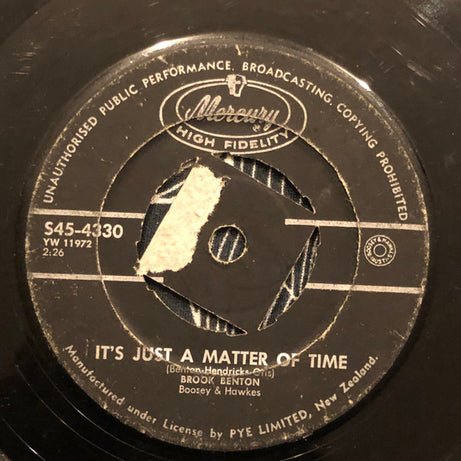 UNAUTHORISED PUBLIC PERFORMANCE, BROADCASTING, COPYING PROHIBITED
Mercury
HIGH FIDELITY
S45-4330
YW 11972
2:26
IT'S JUST A MATTER OF TIME
(Benton-Hendricks-Otis)
BROOK BENTON
Boosey & Hawkes
Manufactured under License by PYE LIMITED, New Zealand.